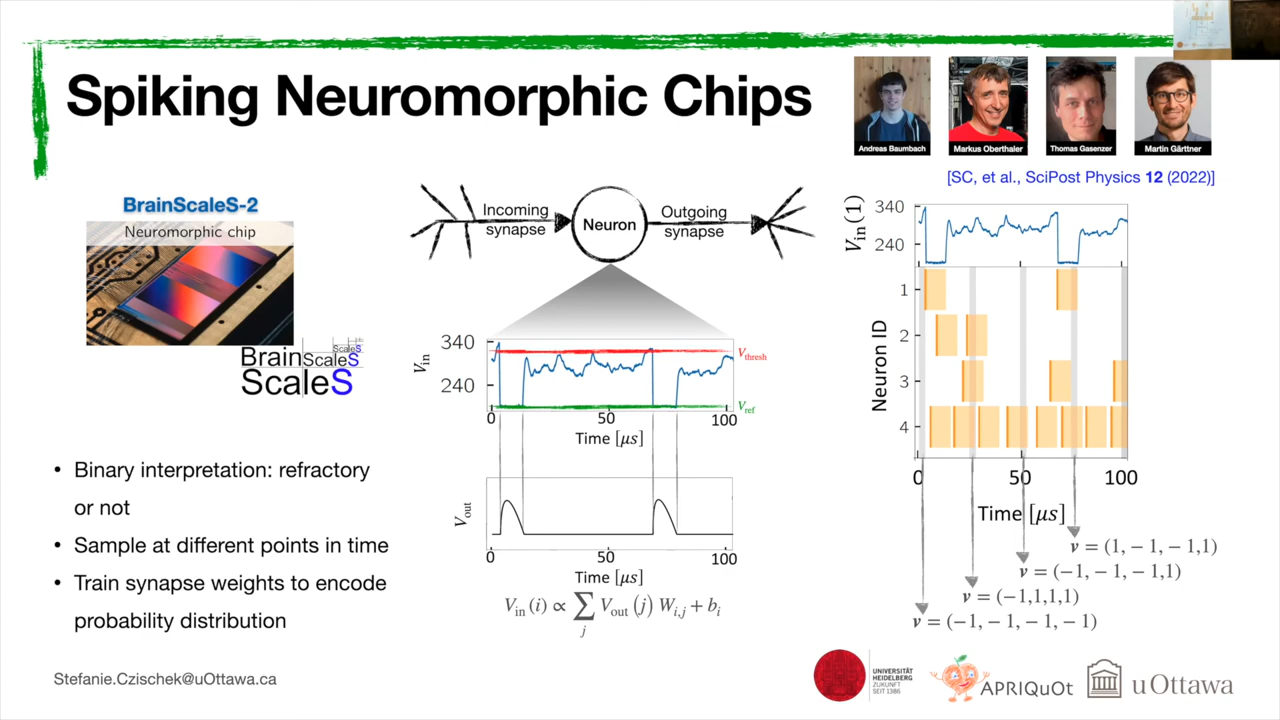 Spiking Neuromorphic Chips
Andreas Baumbach
Markus Oberthaler
Thomas Gasenzer
Martin Gärttner
[SC, et al., SciPost Physics 12 (2022)]
BrainScaleS-2
Neuromorphic chip
BrainScaleS
ScaleS
ScaleS
Incoming synapse
Neuron
Outgoing synapse
340
240
V_in
V_thresh
V_ref
0 50 100
Time [μs]
V_out
0 50 100
Time [μs]
V_in (i) ∝ ∑_j V_out (j) W_i,j + b_i
V_in(1)
340
240
Neuron ID
1
2
3
4
0 50 100
Time [μs]
v = (1, − 1, − 1,1)
v = (−1, − 1, − 1,1)
v = (−1,1,1,1)
v = (−1, − 1, − 1, − 1)
• Binary interpretation: refractory
or not
• Sample at different points in time
• Train synapse weights to encode
probability distribution
Stefanie.Czischek@uOttawa.ca
UNIVERSITÄT
HEIDELBERG
ZUKUNFT
SEIT 1386
APRIQuOt
uOttawa